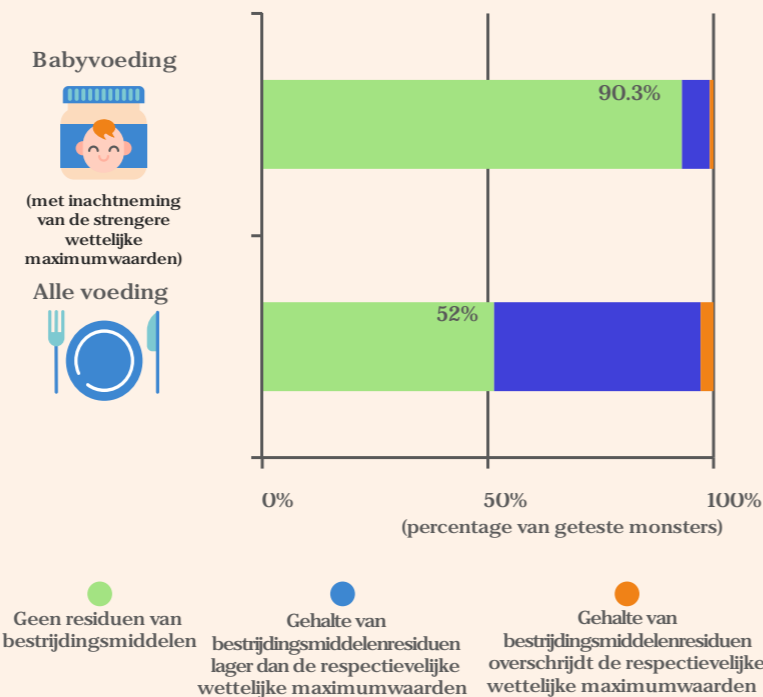 Babyvoeding
(met inachtneming
van de strengere
wettelijke
maximumwaarden)
90.3%
Alle voeding
52%
0%
50%
100%
(percentage van geteste monsters)
Geen residuen van
bestrijdingsmiddelen
Gehalte van
bestrijdingsmiddelenresiduen
lager dan de respectievelijke
wettelijke maximumwaarden
Gehalte van
bestrijdingsmiddelenresiduen
overschrijdt de respectievelijke
wettelijke maximumwaarden